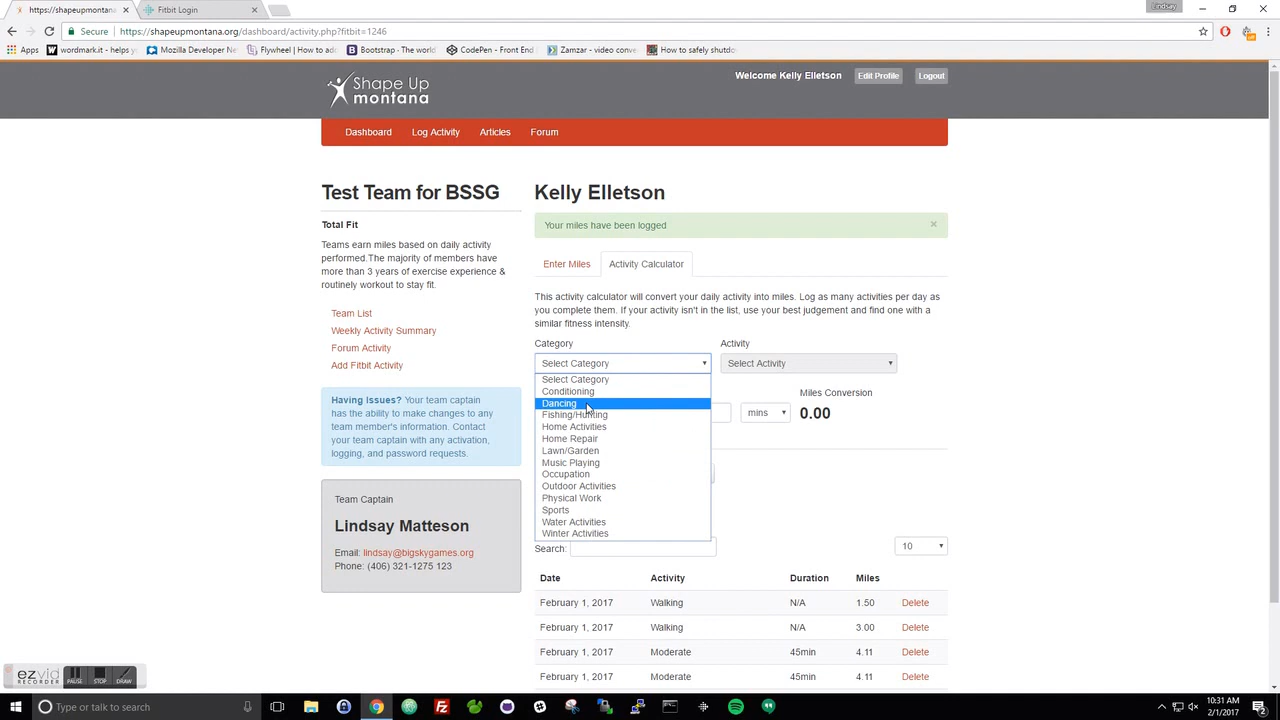 https://shapeupmontana. ×
Fitbit Login ×
Lindsay
Secure | https://shapeupmontana.org/dashboard/activity.php?fitbit=1246
Apps
wordmark.it - helps y
Mozilla Developer Ne
Flywheel | How to ad
Bootstrap · The world
CodePen - Front End
Zamzar - video conve
How to safely shutdo
Shape Up
montana
Welcome Kelly Elletson
Edit Profile
Logout
Dashboard
Log Activity
Articles
Forum
Test Team for BSSG
Total Fit
Teams earn miles based on daily activity
performed.The majority of members have
more than 3 years of exercise experience &
routinely workout to stay fit.
Team List
Weekly Activity Summary
Forum Activity
Add Fitbit Activity
Having Issues? Your team captain
has the ability to make changes to any
team member's information. Contact
your team captain with any activation,
logging, and password requests.
Team Captain
Lindsay Matteson
Email: lindsay@bigskygames.org
Phone: (406) 321-1275 123
Kelly Elletson
Your miles have been logged ×
Enter Miles
Activity Calculator
This activity calculator will convert your daily activity into miles. Log as many activities per day as
you complete them. If your activity isn't in the list, use your best judgement and find one with a
similar fitness intensity.
Category
Activity
Select Category
Select Activity
Select Category
Conditioning
Dancing
Fishing/Hunting
Home Activities
Home Repair
Lawn/Garden
Music Playing
Occupation
Outdoor Activities
Physical Work
Sports
Water Activities
Winter Activities
mins
Miles Conversion
0.00
Search:
10
Date Activity Duration Miles
February 1, 2017 Walking N/A 1.50 Delete
February 1, 2017 Walking N/A 3.00 Delete
February 1, 2017 Moderate 45min 4.11 Delete
February 1, 2017 Moderate 45min 4.11 Delete
ezvid
RECORDER
PAUSE
STOP
DRAW
Type here to search
10:31 AM
2/1/2017